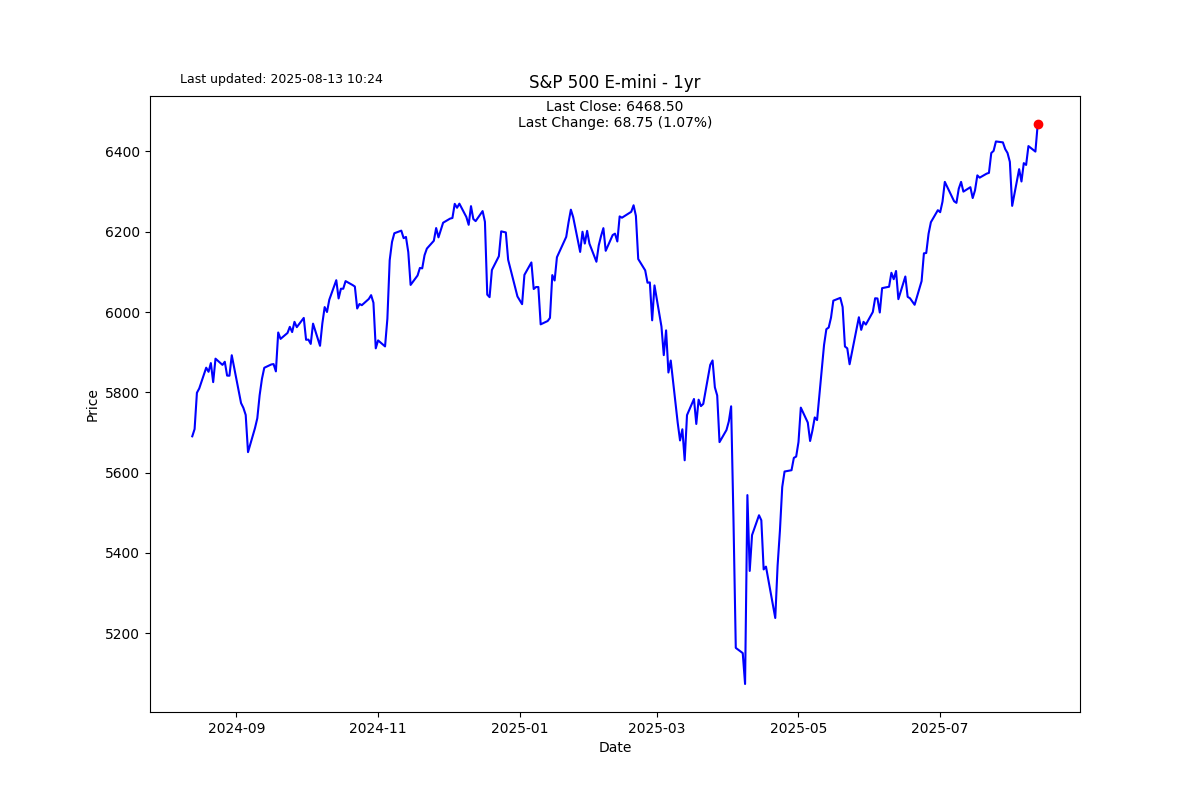 Last updated: 2025-08-13 10:24
S&P 500 E-mini - 1yr
Last Close: 6468.50
Last Change: 68.75 (1.07%)
6400
6200
6000
5800
5600
5400
5200
Price
2024-09 2024-11 2025-01 2025-03 2025-05 2025-07
Date